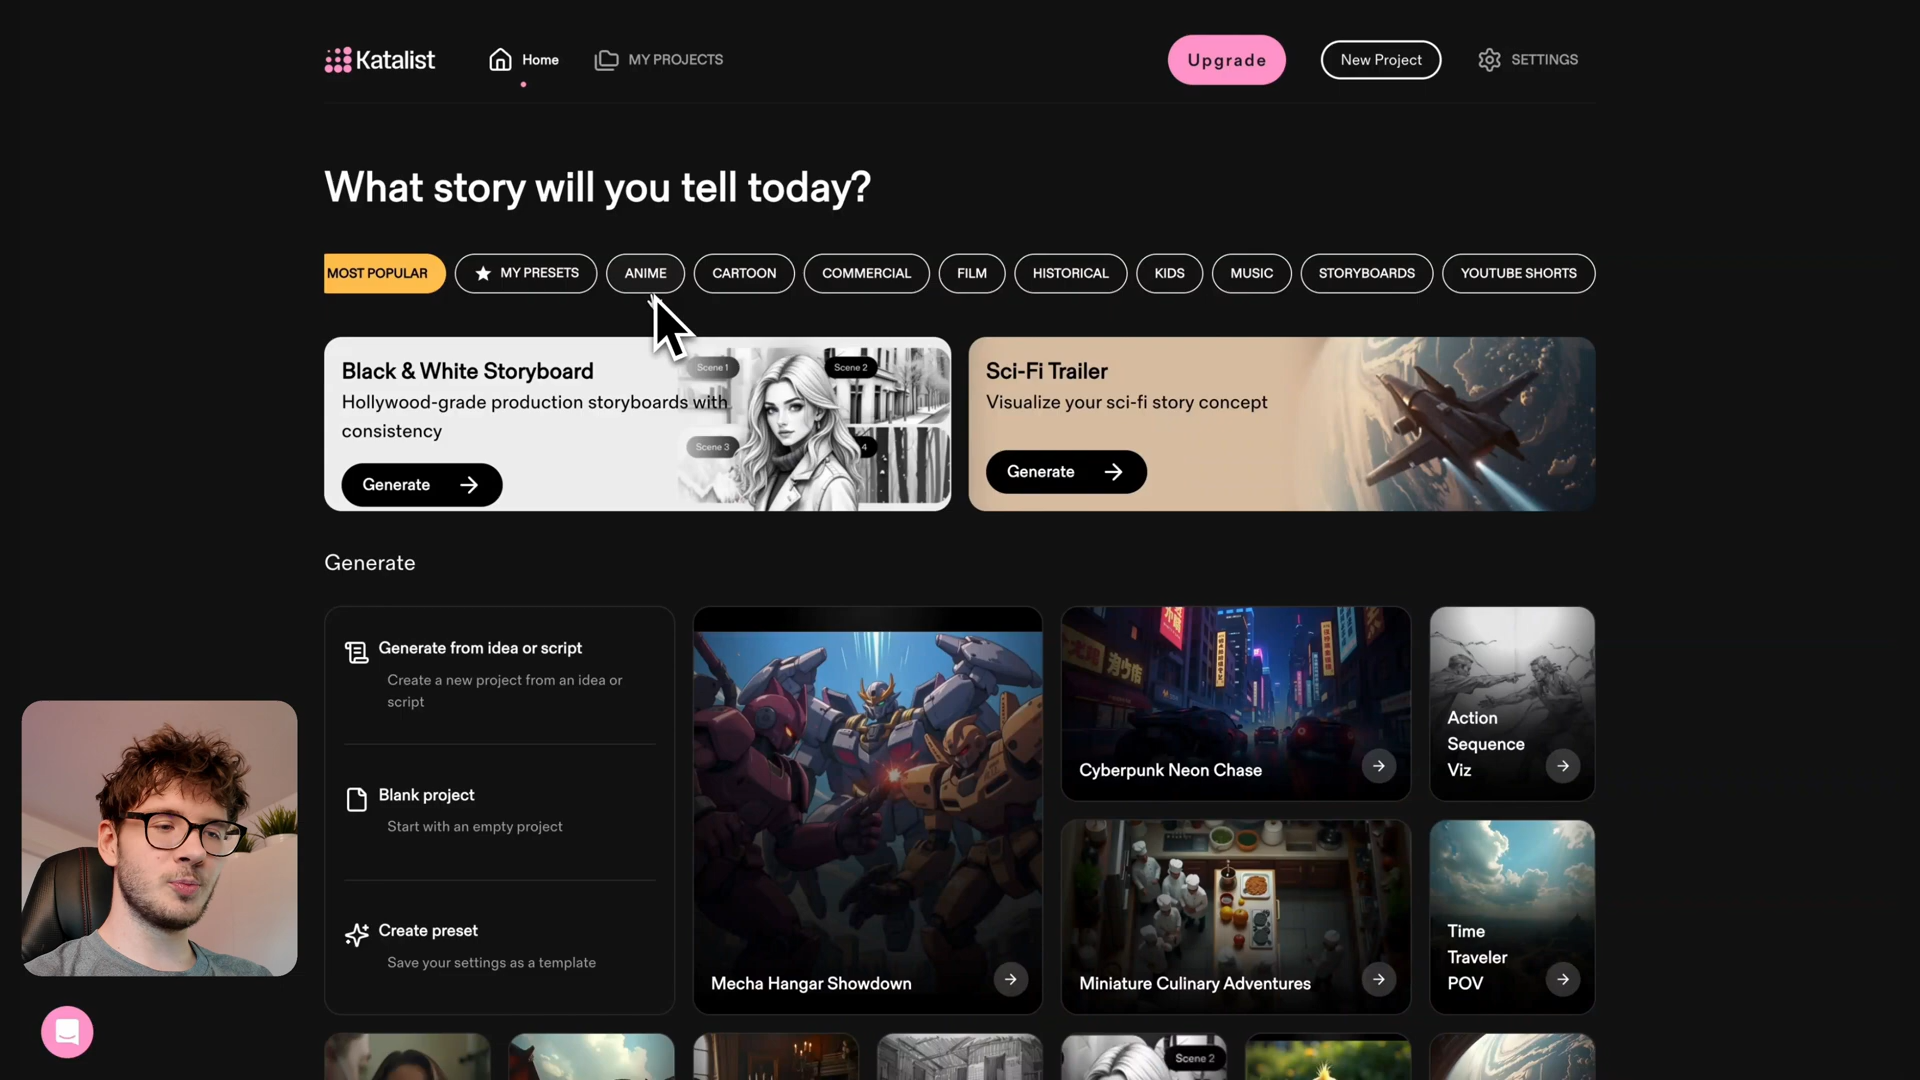 Katalist
Home
MY PROJECTS
Upgrade
New Project
SETTINGS
What story will you tell today?
MOST POPULAR
MY PRESETS
ANIME
CARTOON
COMMERCIAL
FILM
HISTORICAL
KIDS
MUSIC
STORYBOARDS
YOUTUBE SHORTS
Black & White Storyboard
Hollywood-grade production storyboards with
consistency
Generate
Scene 1
Scene 2
Scene 3
4
Sci-Fi Trailer
Visualize your sci-fi story concept
Generate
Generate
Generate from idea or script
Create a new project from an idea or
script
Blank project
Start with an empty project
Create preset
Save your settings as a template
Mecha Hangar Showdown
Cyberpunk Neon Chase
Action
Sequence
Viz
Miniature Culinary Adventures
Time
Traveler
POV
Scene 2